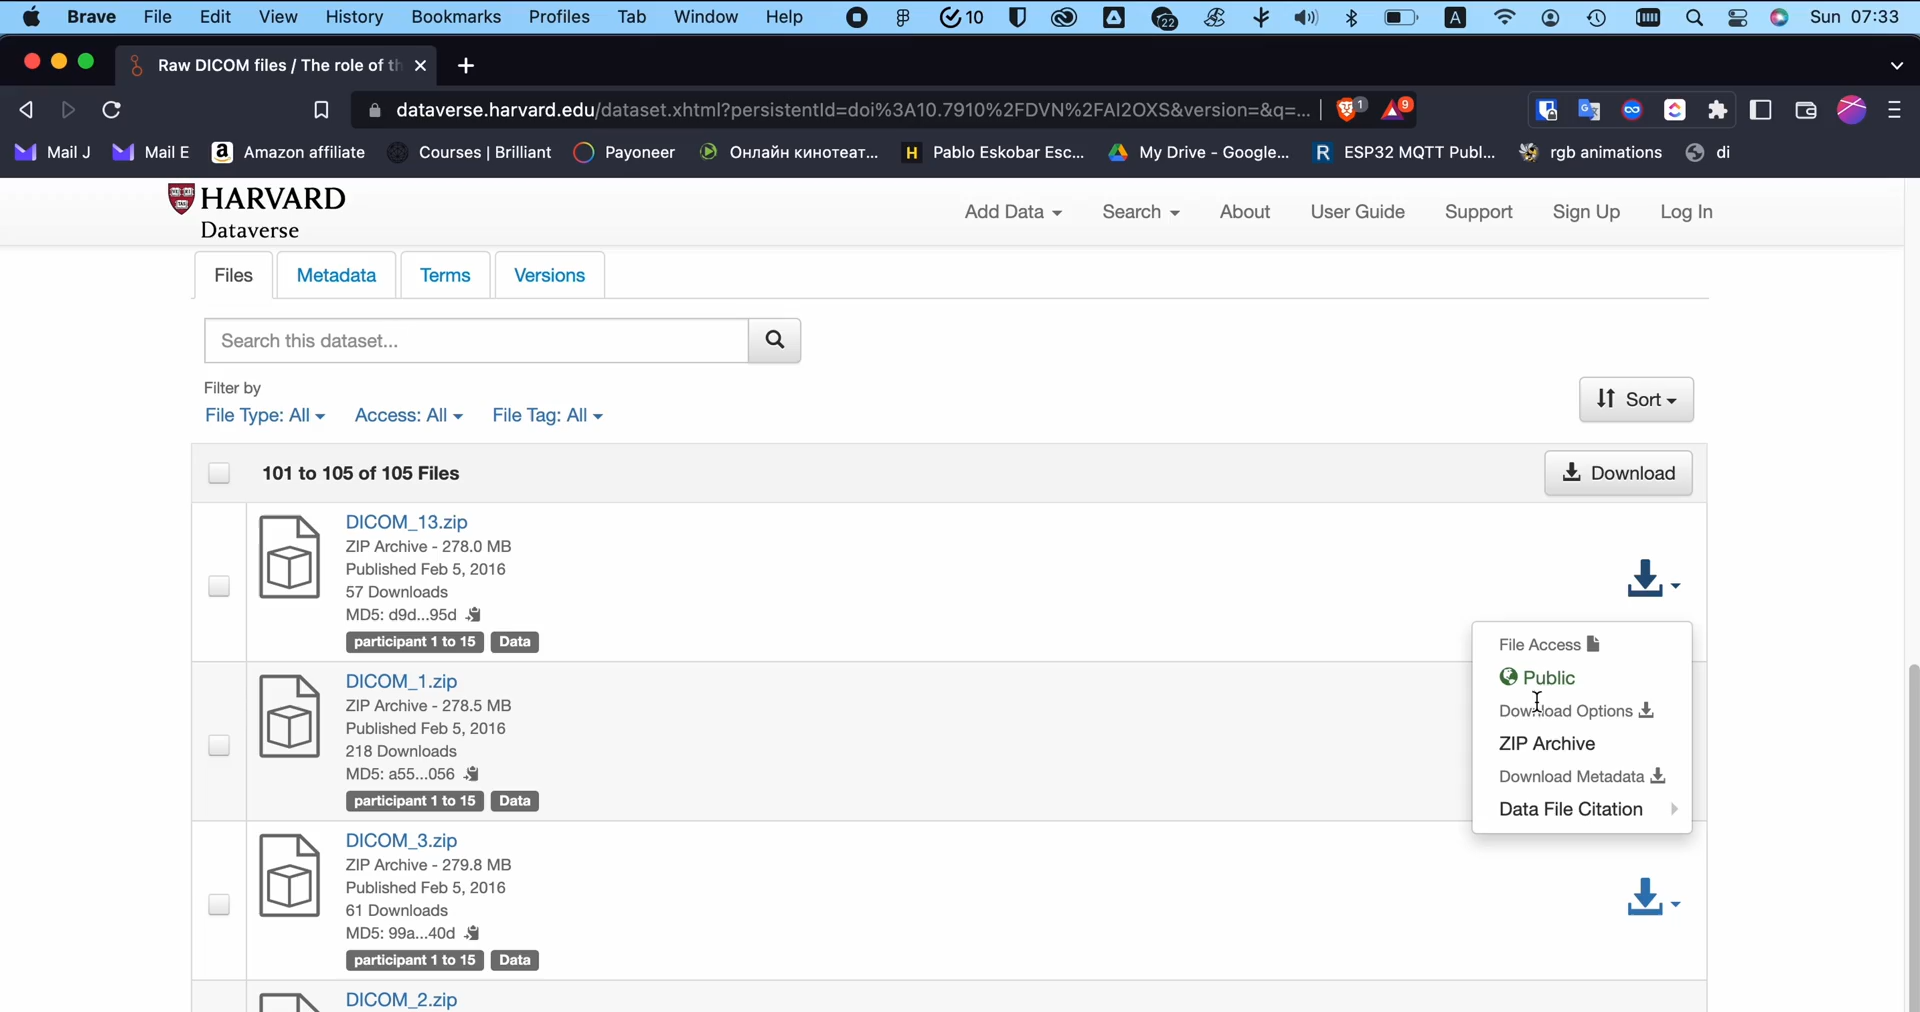 Brave File Edit View History Bookmarks Profiles Tab Window Help 10 22 A Sun 07:33
Raw DICOM files / The role of th
dataverse.harvard.edu/dataset.xhtml?persistentId=doi%3A10.7910%2FDVN%2FAI2OXS&version=&q=... 1 9
Mail J Mail E Amazon affiliate Courses | Brilliant Payoneer Онлайн кинотеат... H Pablo Eskobar Esc... My Drive - Google... R ESP32 MQTT Publ... rgb animations di
HARVARD
Dataverse
Add Data Search About User Guide Support Sign Up Log In
Files Metadata Terms Versions
Search this dataset...
Filter by
File Type: All Access: All File Tag: All
Sort
101 to 105 of 105 Files
Download
DICOM_13.zip
ZIP Archive - 278.0 MB
Published Feb 5, 2016
57 Downloads
MD5: d9d...95d
participant 1 to 15 Data
File Access
Public
Download Options
ZIP Archive
Download Metadata
Data File Citation
DICOM_1.zip
ZIP Archive - 278.5 MB
Published Feb 5, 2016
218 Downloads
MD5: a55...056
participant 1 to 15 Data
DICOM_3.zip
ZIP Archive - 279.8 MB
Published Feb 5, 2016
61 Downloads
MD5: 99a...40d
participant 1 to 15 Data
DICOM_2.zip